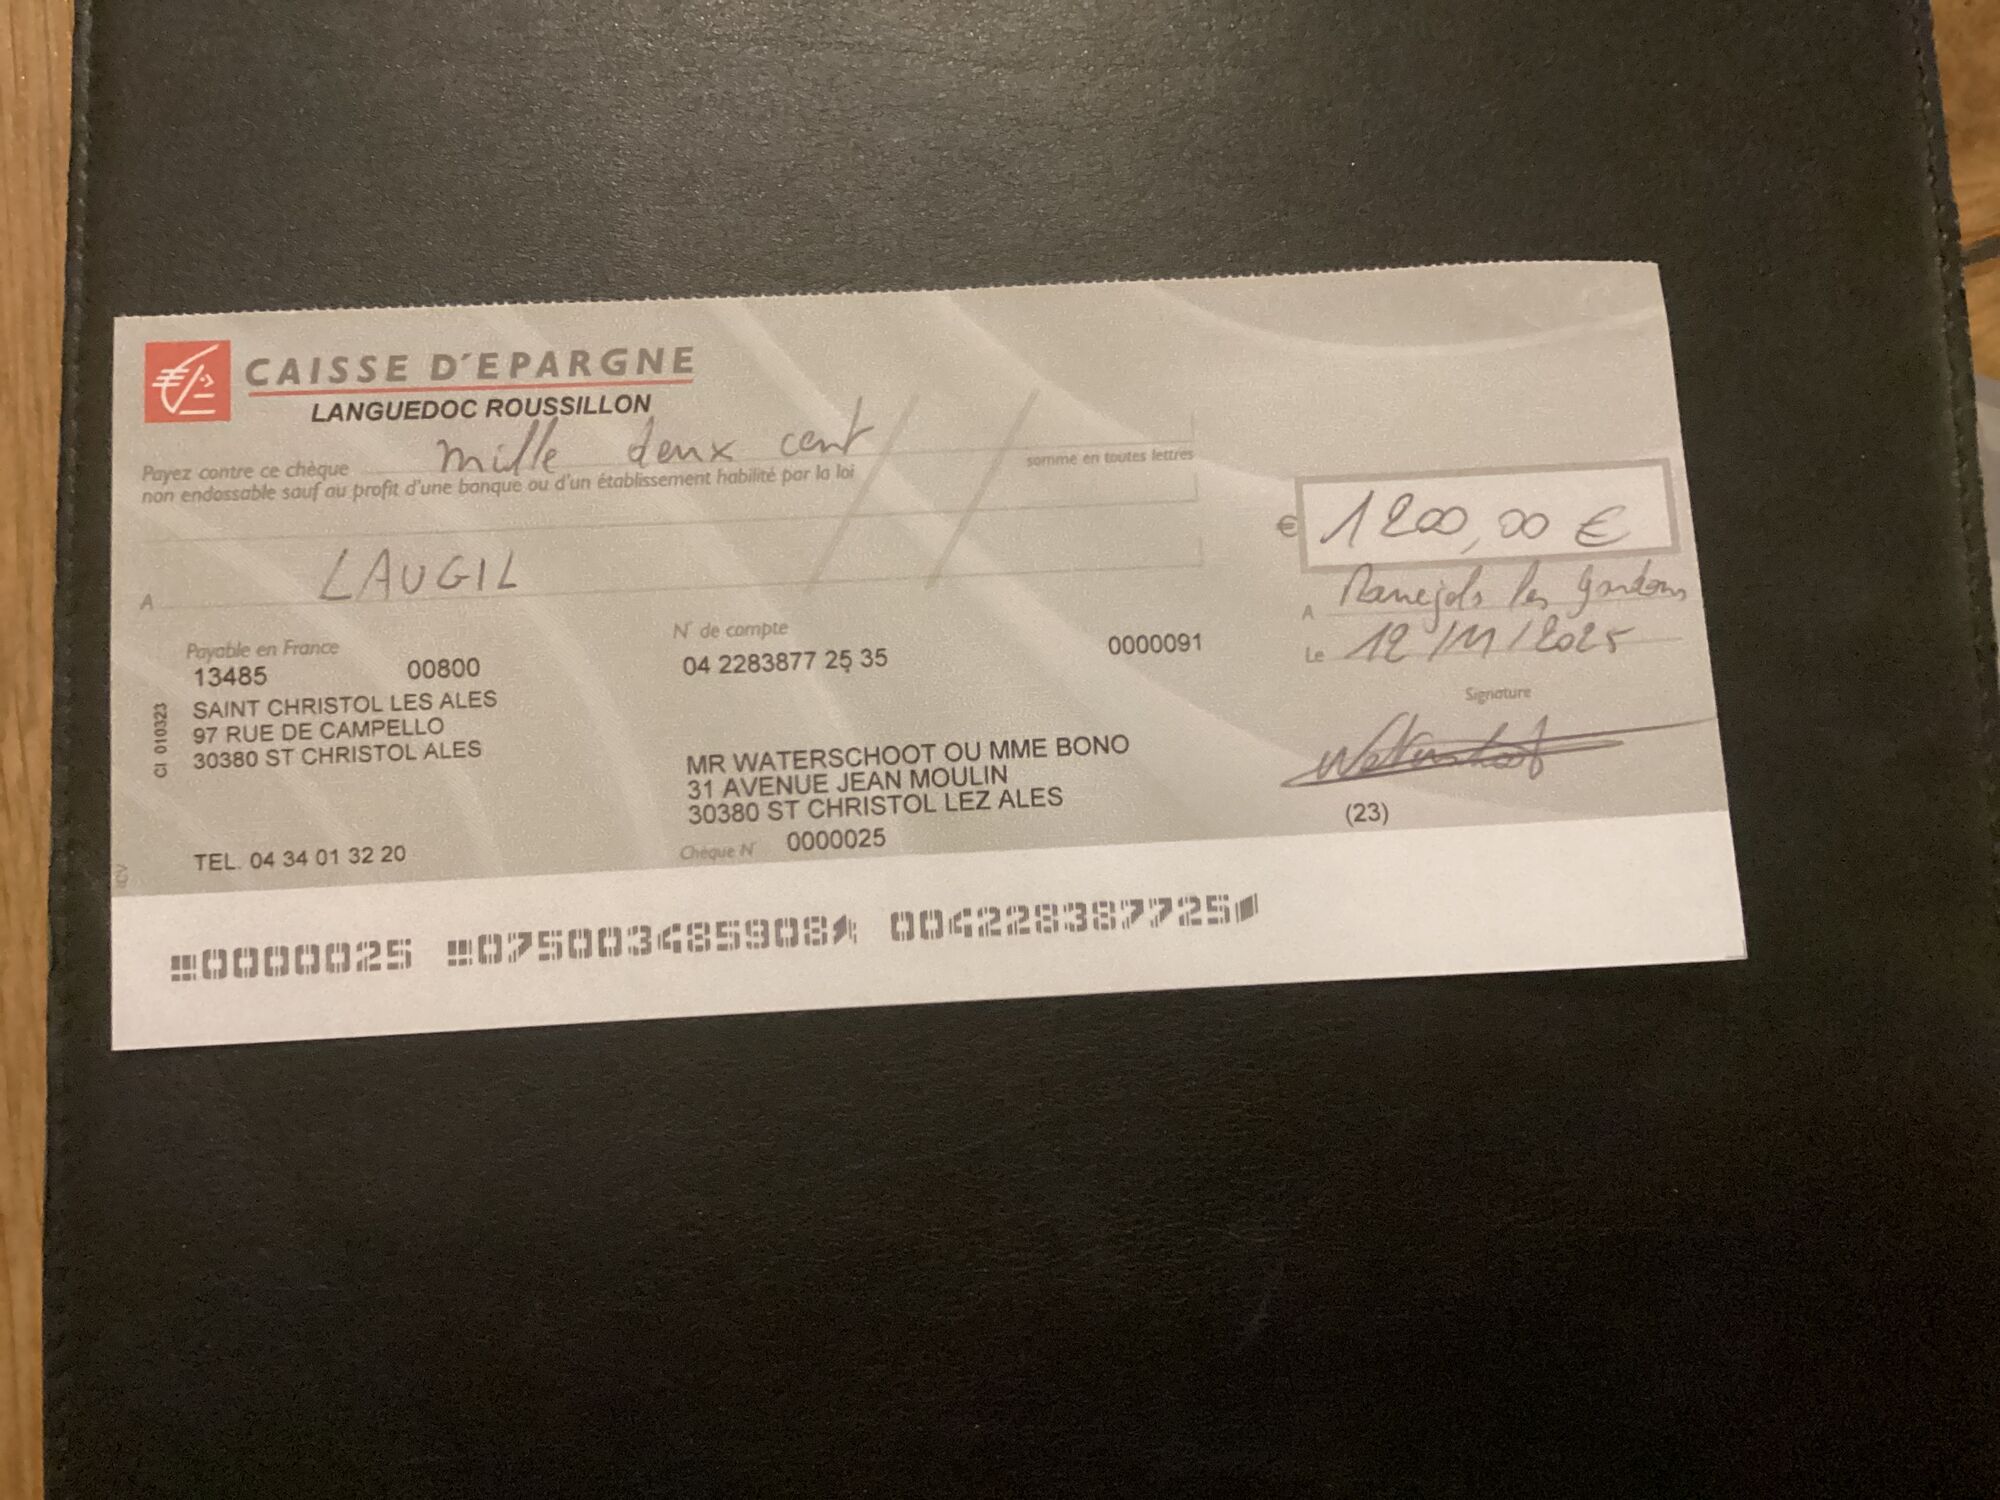 CAISSE D'EPARGNE
LANGUEDOC ROUSSILLON
Payez contre ce chèque mille deux cent
somme en toutes lettres
non endossable sauf au profit d'une banque ou d'un établissement habilité par la loi
€ 1200,00 €
A LAUGIL
A les
Le 12/11/2025
Payable en France
13485 00800
N° de compte
04 2283877 25 35
0000091
CI 010323
SAINT CHRISTOL LES ALES
97 RUE DE CAMPELLO
30380 ST CHRISTOL ALES
Signature
Waterschoot
MR WATERSCHOOT OU MME BONO
31 AVENUE JEAN MOULIN
30380 ST CHRISTOL LEZ ALES
(23)
TEL. 04 34 01 32 20
Chèque N° 0000025
0000025 075003485908 004228387725